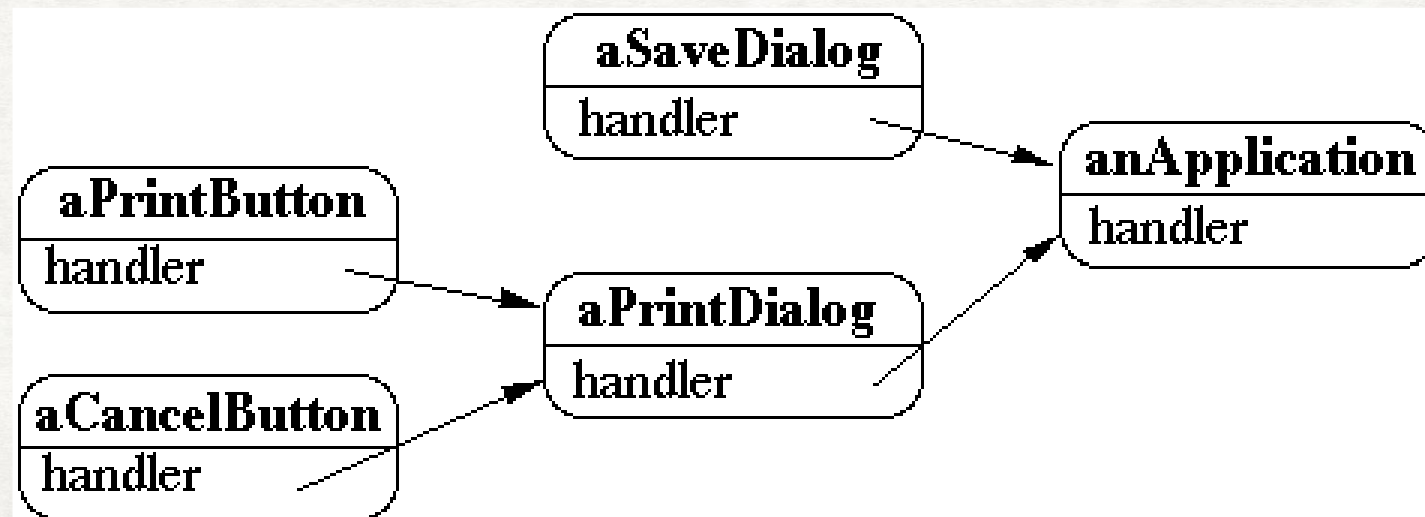 aSaveDialog
handler
anApplication
handler
aPrintButton
handler
aPrintDialog
handler
aCancelButton
handler